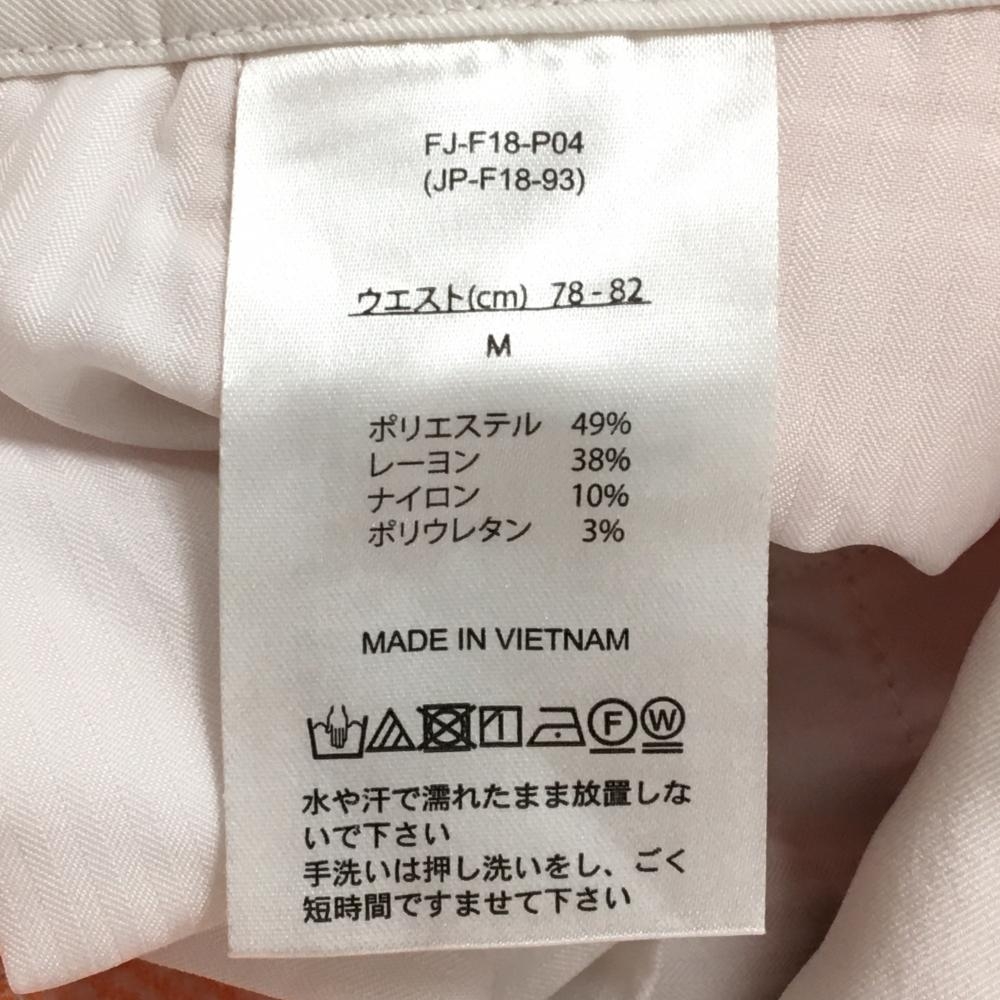 FJ-F18-P04
(JP-F18-93)
ウエスト(cm) 78-82
M
ポリエステル 49%
レーヨン 38%
ナイロン 10%
ポリウレタン 3%
MADE IN VIETNAM
F W
水や汗で濡れたまま放置しな
いで下さい
手洗いは押し洗いをし、ごく
短時間ですませて下さい